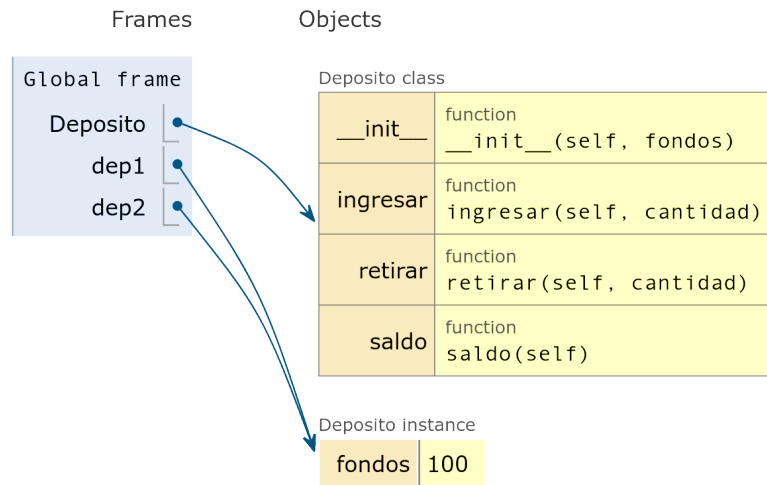 Frames Objects
Global frame
Deposito
dep1
dep2
Deposito class
__init__ function
__init__(self, fondos)
ingresar function
ingresar(self, cantidad)
retirar function
retirar(self, cantidad)
saldo function
saldo(self)
Deposito instance
fondos 100